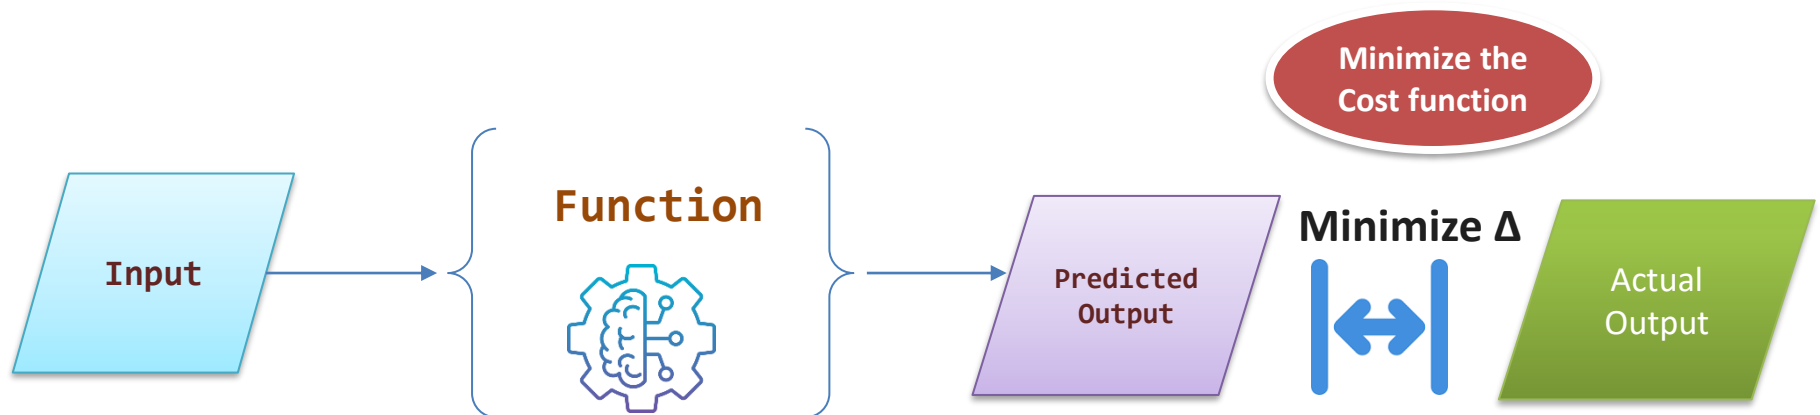 Minimize the
Cost function
Input
Function
Predicted
Output
Minimize Δ
Actual
Output